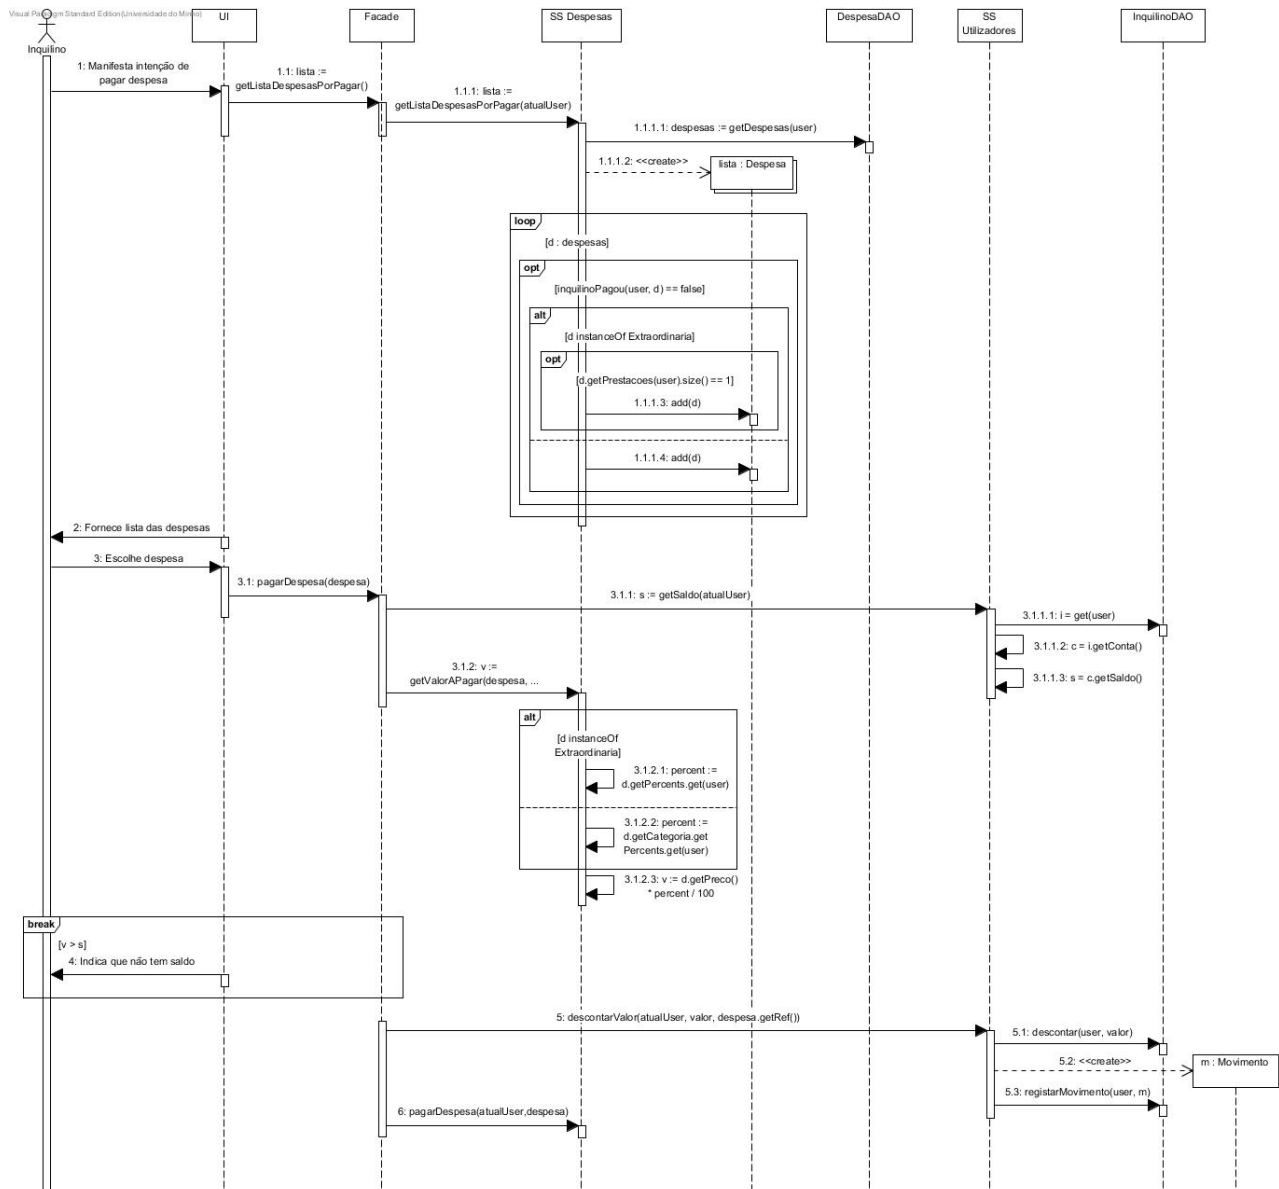 Visual Paradigm Standard Edition(Universidade do Minho)
UI
Facade
SS Despesas
DespesaDAO
SS
Utilizadores
InquilinoDAO
Inquilino
1: Manifesta intenção de
pagar despesa
1.1: lista :=
getListaDespesasPorPagar()
1.1.1: lista :=
getListaDespesasPorPagar(atualUser)
1.1.1.1: despesas := getDespesas(user)
1.1.1.2: <<create>>
lista : Despesa
loop
[d : despesas]
opt
[inquilinoPagou(user, d) == false]
alt
[d instanceOf Extraordinaria]
opt
[d.getPrestacoes(user).size() == 1]
1.1.1.3: add(d)
1.1.1.4: add(d)
2: Fornece lista das despesas
3: Escolhe despesa
3.1: pagarDespesa(despesa)
3.1.1: s := getSaldo(atualUser)
3.1.1.1: i = get(user)
3.1.1.2: c = i.getConta()
3.1.1.3: s = c.getSaldo()
3.1.2: v :=
getValorAPagar(despesa, ...
alt
[d instanceOf
Extraordinaria]
3.1.2.1: percent :=
d.getPercents.get(user)
3.1.2.2: percent :=
d.getCategoria.get
Percents.get(user)
3.1.2.3: v := d.getPreco()
* percent / 100
break
[v > s]
4: Indica que não tem saldo
5: descontarValor(atualUser, valor, despesa.getRef())
5.1: descontar(user, valor)
5.2: <<create>>
m : Movimento
5.3: registarMovimento(user, m)
6: pagarDespesa(atualUser,despesa)